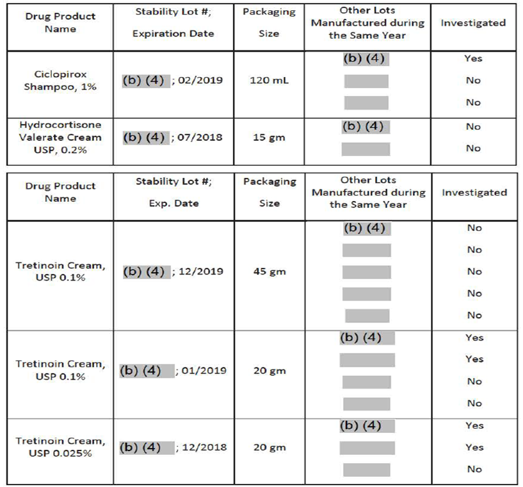 Drug Product Name | Stability Lot #; Expiration Date | Packaging Size | Other Lots Manufactured during the Same Year | Investigated
Ciclopirox Shampoo, 1% | (b) (4) ; 02/2019 | 120 mL | (b) (4) | Yes
No
No
Hydrocortisone Valerate Cream USP, 0.2% | (b) (4) ; 07/2018 | 15 gm | (b) (4) | No
No
Drug Product Name | Stability Lot #; Exp. Date | Packaging Size | Other Lots Manufactured during the Same Year | Investigated
Tretinoin Cream, USP 0.1% | (b) (4) ; 12/2019 | 45 gm | (b) (4) | No
No
No
No
No
Tretinoin Cream, USP 0.1% | (b) (4) ; 01/2019 | 20 gm | (b) (4) | Yes
Yes
No
No
Tretinoin Cream, USP 0.025% | (b) (4) ; 12/2018 | 20 gm | (b) (4) | Yes
Yes
No